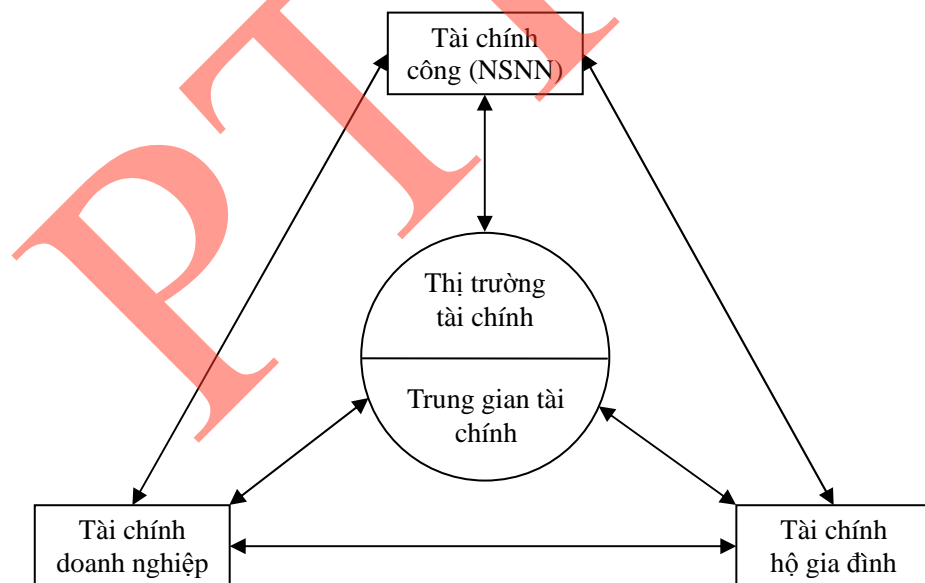 Tài chính
công (NSNN)
Thị trường
tài chính
Trung gian tài
chính
Tài chính
doanh nghiệp
Tài chính
hộ gia đình